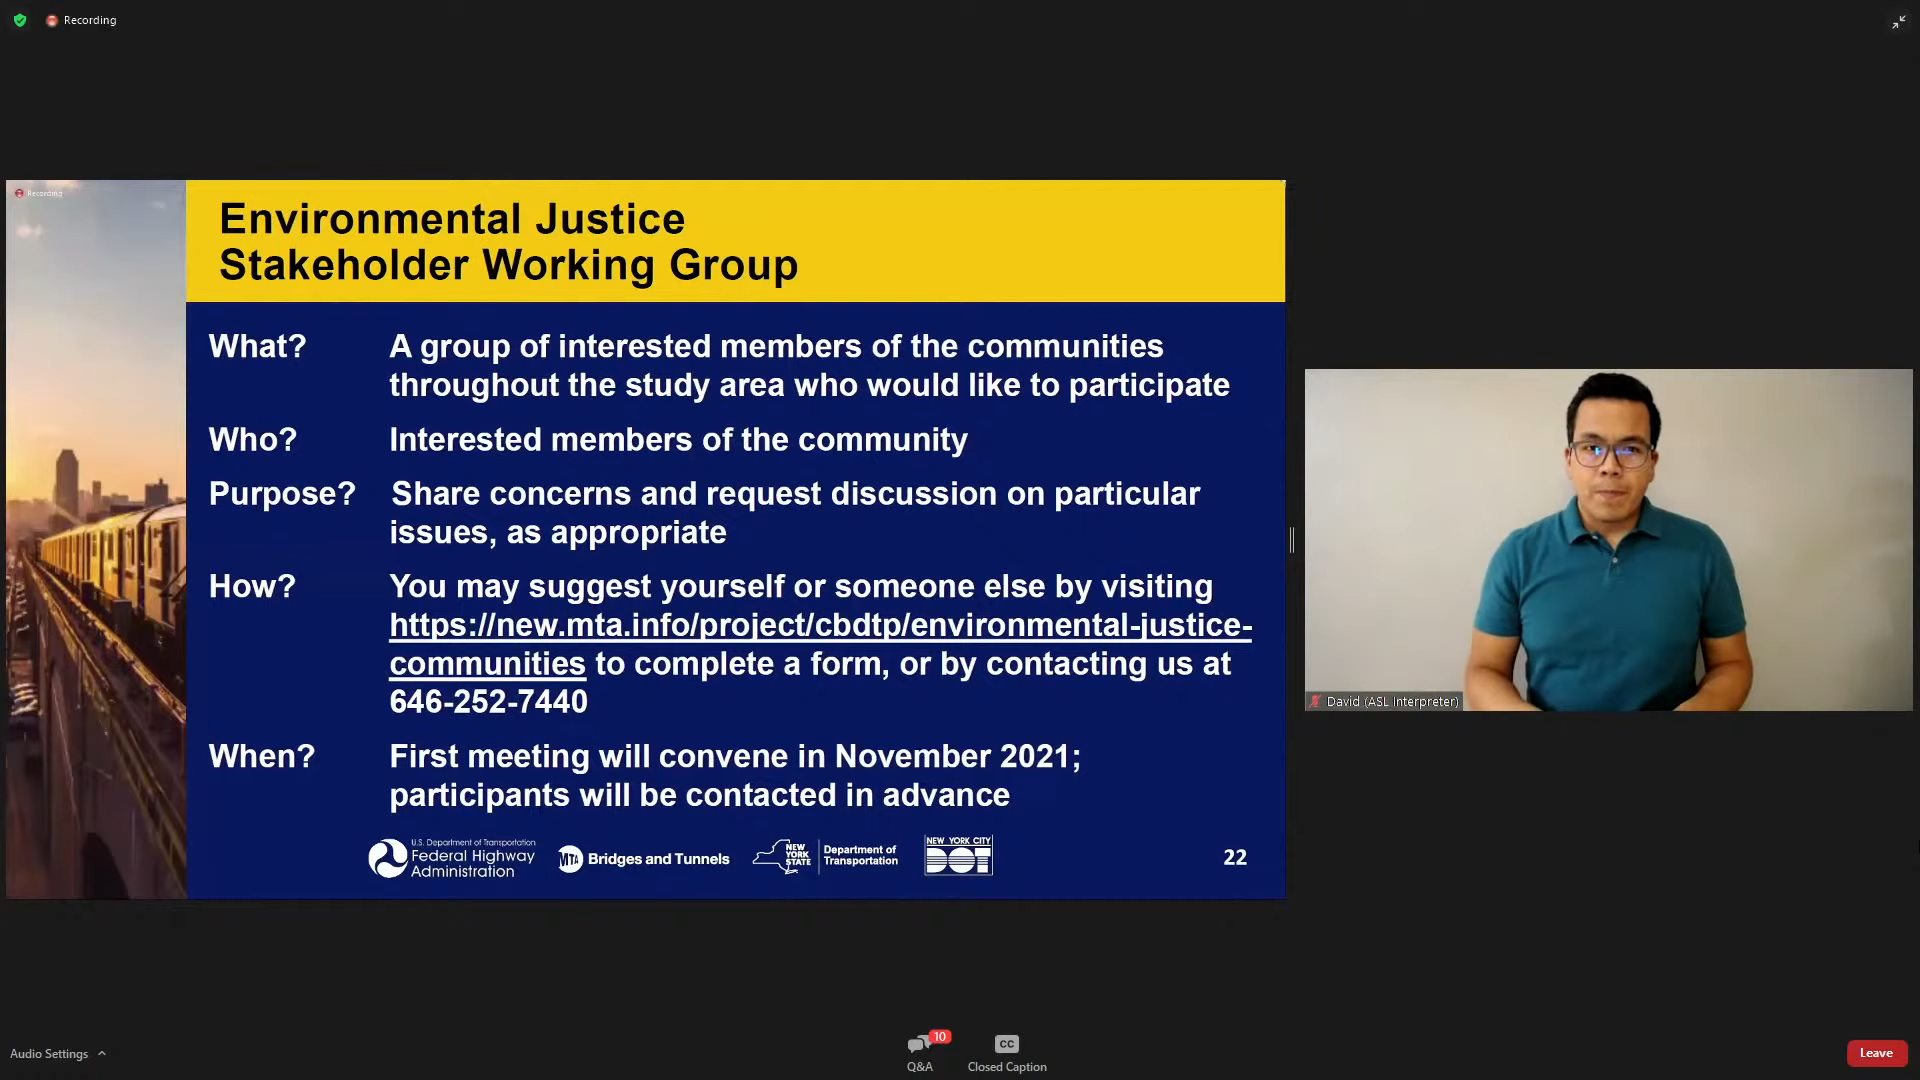 Recording
Recording
Environmental Justice
Stakeholder Working Group
What? A group of interested members of the communities
throughout the study area who would like to participate
Who? Interested members of the community
Purpose? Share concerns and request discussion on particular
issues, as appropriate
How? You may suggest yourself or someone else by visiting
https://new.mta.info/project/cbdtp/environmental-justice-
communities to complete a form, or by contacting us at
646-252-7440
When? First meeting will convene in November 2021;
participants will be contacted in advance
U.S. Department of Transportation
Federal Highway
Administration
MTA Bridges and Tunnels
NEW
YORK
STATE
Department of
Transportation
NEW YORK CITY
DOT
22
David (ASL Interpreter)
Audio Settings
10
Q&A
CC
Closed Caption
Leave